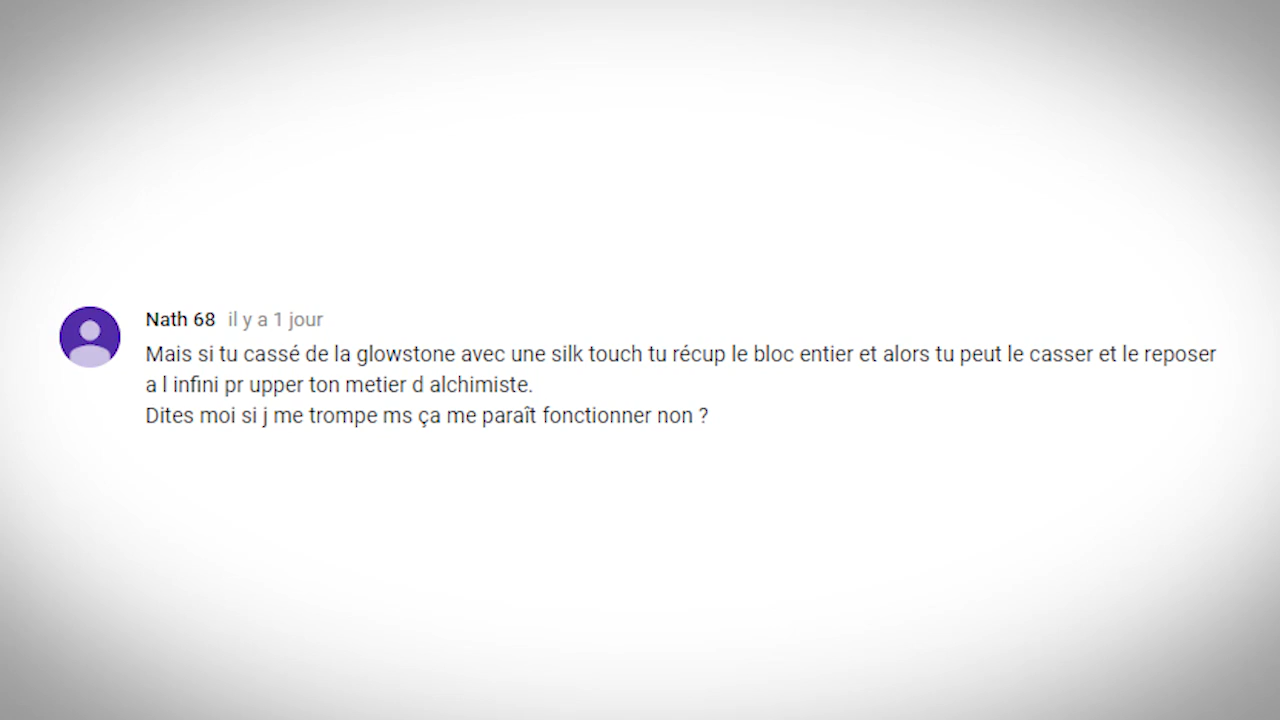 Nath 68 il y a 1 jour
Mais si tu cassé de la glowstone avec une silk touch tu récup le bloc entier et alors tu peut le casser et le reposer
a l infini pr upper ton metier d alchimiste.
Dites moi si j me trompe ms ça me paraît fonctionner non ?